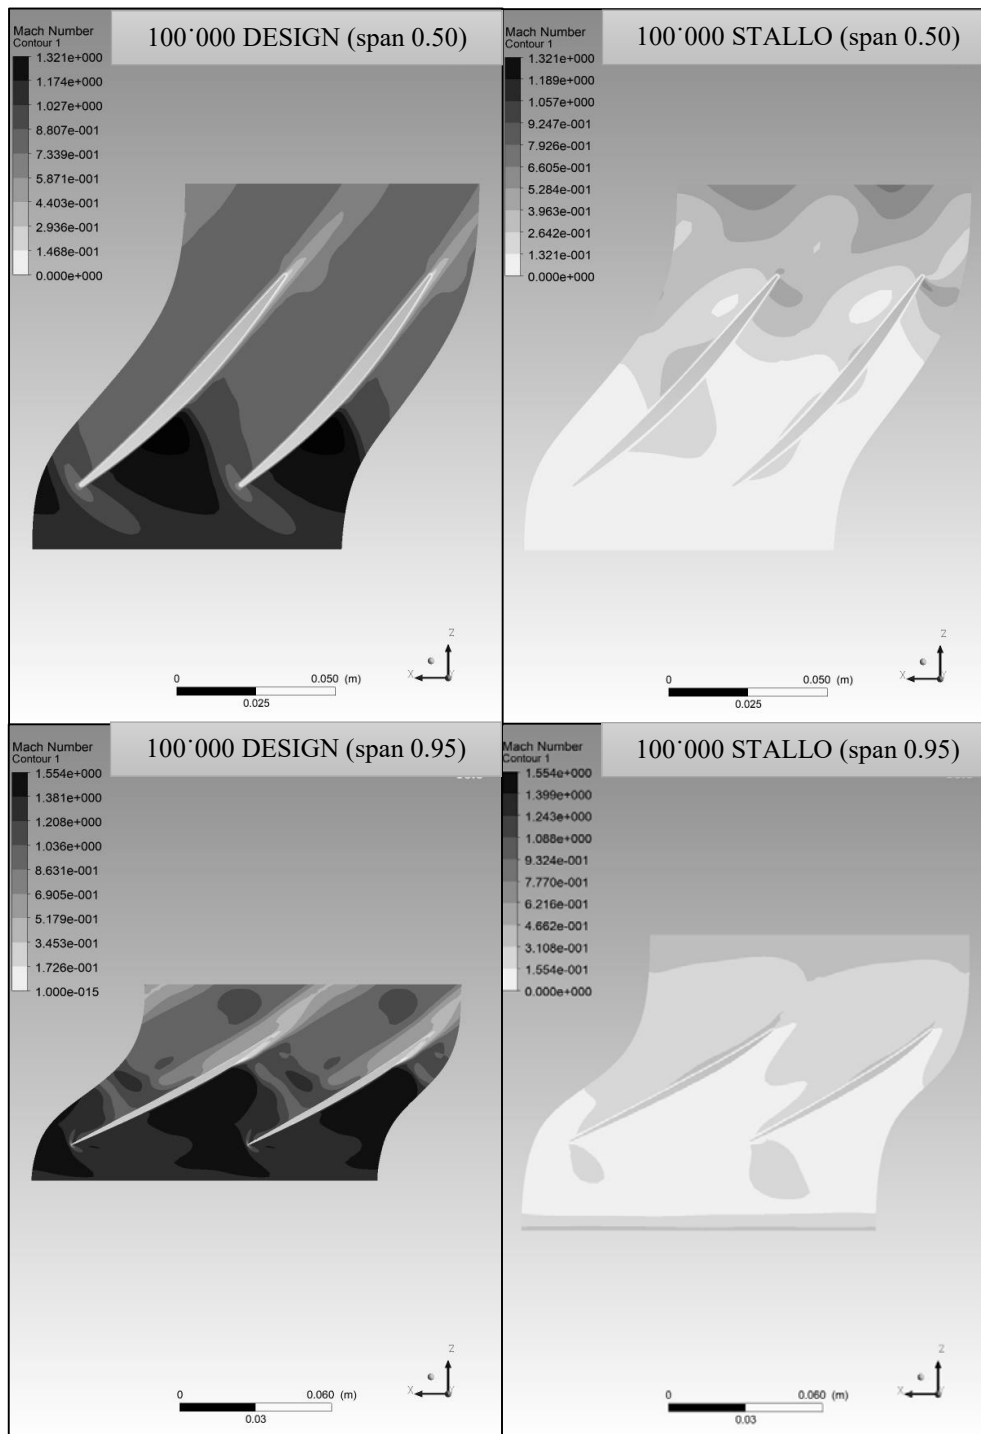 100˙000 DESIGN (span 0.50)
Mach Number
Contour 1
1.321e+000
1.174e+000
1.027e+000
8.807e-001
7.339e-001
5.871e-001
4.403e-001
2.936e-001
1.468e-001
0.000e+000
Z
X
Y
0
0.050
(m)
0.025
100˙000 STALLO (span 0.50)
Mach Number
Contour 1
1.321e+000
1.189e+000
1.057e+000
9.247e-001
7.926e-001
6.605e-001
5.284e-001
3.963e-001
2.642e-001
1.321e-001
0.000e+000
Z
X
Y
0
0.050
(m)
0.025
100˙000 DESIGN (span 0.95)
Mach Number
Contour 1
1.554e+000
1.381e+000
1.208e+000
1.036e+000
8.631e-001
6.905e-001
5.179e-001
3.453e-001
1.726e-001
1.000e-015
Z
X
Y
0
0.060
(m)
0.03
100˙000 STALLO (span 0.95)
Mach Number
Contour 1
1.554e+000
1.399e+000
1.243e+000
1.088e+000
9.324e-001
7.770e-001
6.216e-001
4.662e-001
3.108e-001
1.554e-001
0.000e+000
Z
X
Y
0
0.060
(m)
0.03